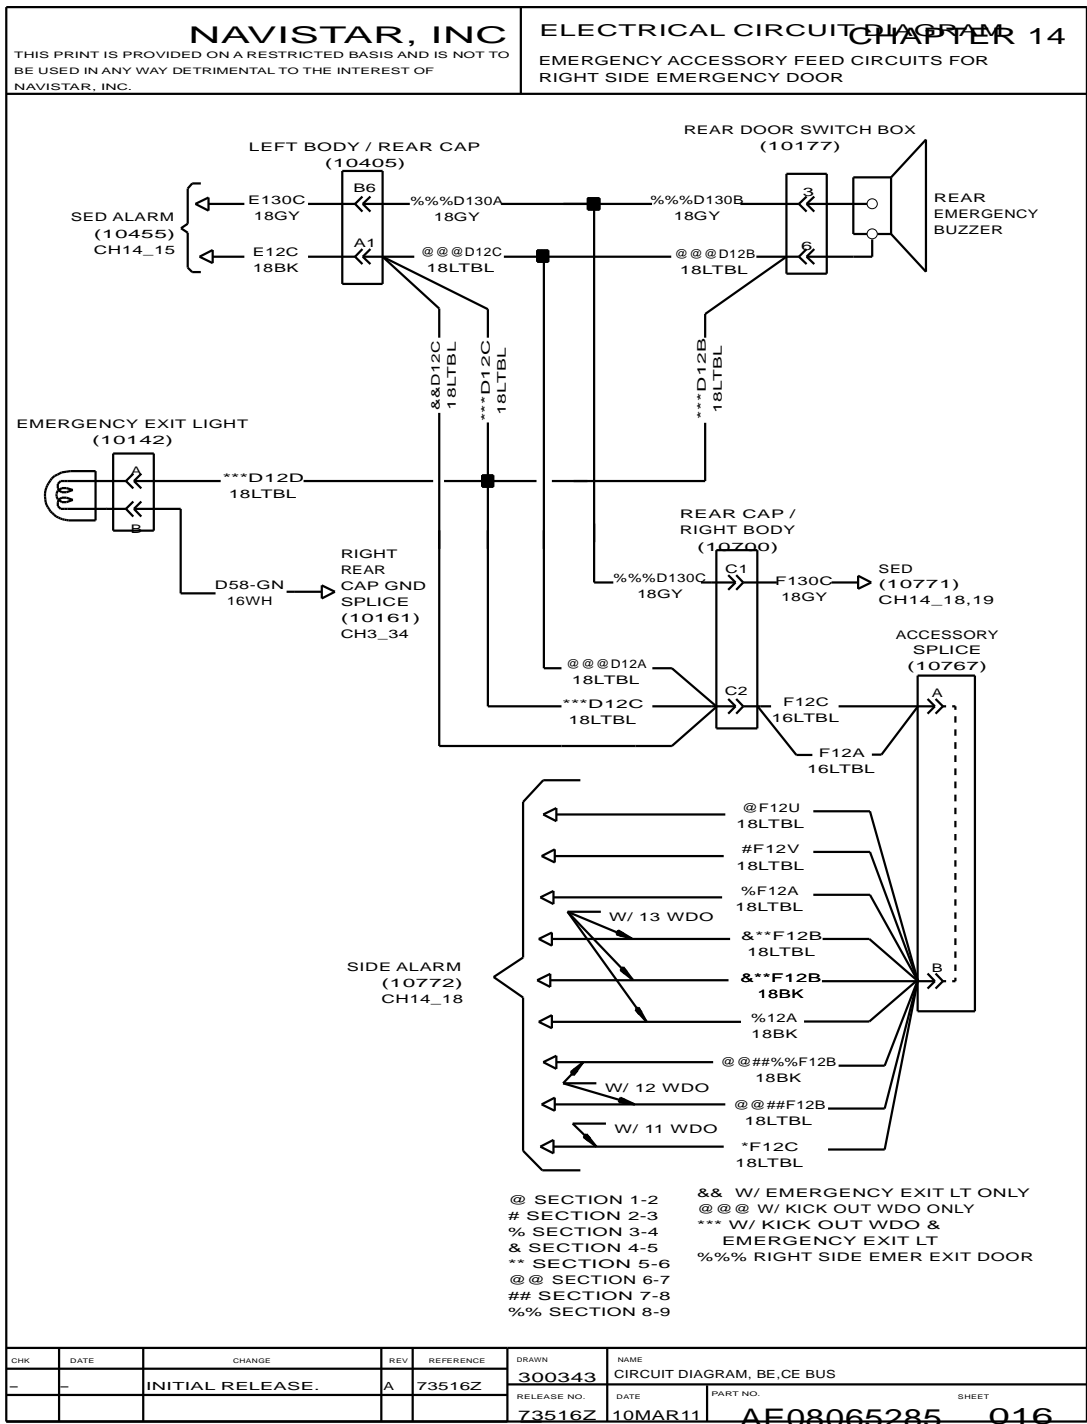 NAVISTAR, INC
THIS PRINT IS PROVIDED ON A RESTRICTED BASIS AND IS NOT TO
BE USED IN ANY WAY DETRIMENTAL TO THE INTEREST OF
NAVISTAR, INC.
ELECTRICAL CIRCUIT DIAGRAM
CHAPTER 14
EMERGENCY ACCESSORY FEED CIRCUITS FOR
RIGHT SIDE EMERGENCY DOOR
LEFT BODY / REAR CAP
(10405)
REAR DOOR SWITCH BOX
(10177)
SED ALARM
(10455)
CH14_15
E130C
18GY
B6
%%%D130A
18GY
%%%D130B
18GY
3
REAR
EMERGENCY
BUZZER
E12C
18BK
A1
@@@D12C
18LTBL
@@@D12B
18LTBL
6
&&D12C
18LTBL
***D12C
18LTBL
***D12B
18LTBL
EMERGENCY EXIT LIGHT
(10142)
A
***D12D
18LTBL
B
D58-GN
16WH
RIGHT
REAR
CAP GND
SPLICE
(10161)
CH3_34
REAR CAP /
RIGHT BODY
(10700)
%%%D130C
18GY
C1
F130C
18GY
SED
(10771)
CH14_18,19
ACCESSORY
SPLICE
(10767)
@@@D12A
18LTBL
***D12C
18LTBL
C2
F12C
16LTBL
A
F12A
16LTBL
@F12U
18LTBL
#F12V
18LTBL
%F12A
18LTBL
W/ 13 WDO
&**F12B
18LTBL
SIDE ALARM
(10772)
CH14_18
&**F12B
18BK
B
%12A
18BK
@@##%%F12B
18BK
W/ 12 WDO
@@##F12B
18LTBL
W/ 11 WDO
*F12C
18LTBL
@ SECTION 1-2
# SECTION 2-3
% SECTION 3-4
& SECTION 4-5
** SECTION 5-6
@@ SECTION 6-7
## SECTION 7-8
%% SECTION 8-9
&& W/ EMERGENCY EXIT LT ONLY
@@@ W/ KICK OUT WDO ONLY
*** W/ KICK OUT WDO &
EMERGENCY EXIT LT
%%% RIGHT SIDE EMER EXIT DOOR
CHK DATE CHANGE REV REFERENCE
– – INITIAL RELEASE. A 73516Z
DRAWN
300343
NAME
CIRCUIT DIAGRAM, BE,CE BUS
RELEASE NO.
73516Z
DATE
10MAR11
PART NO.
AE08065285
SHEET
016